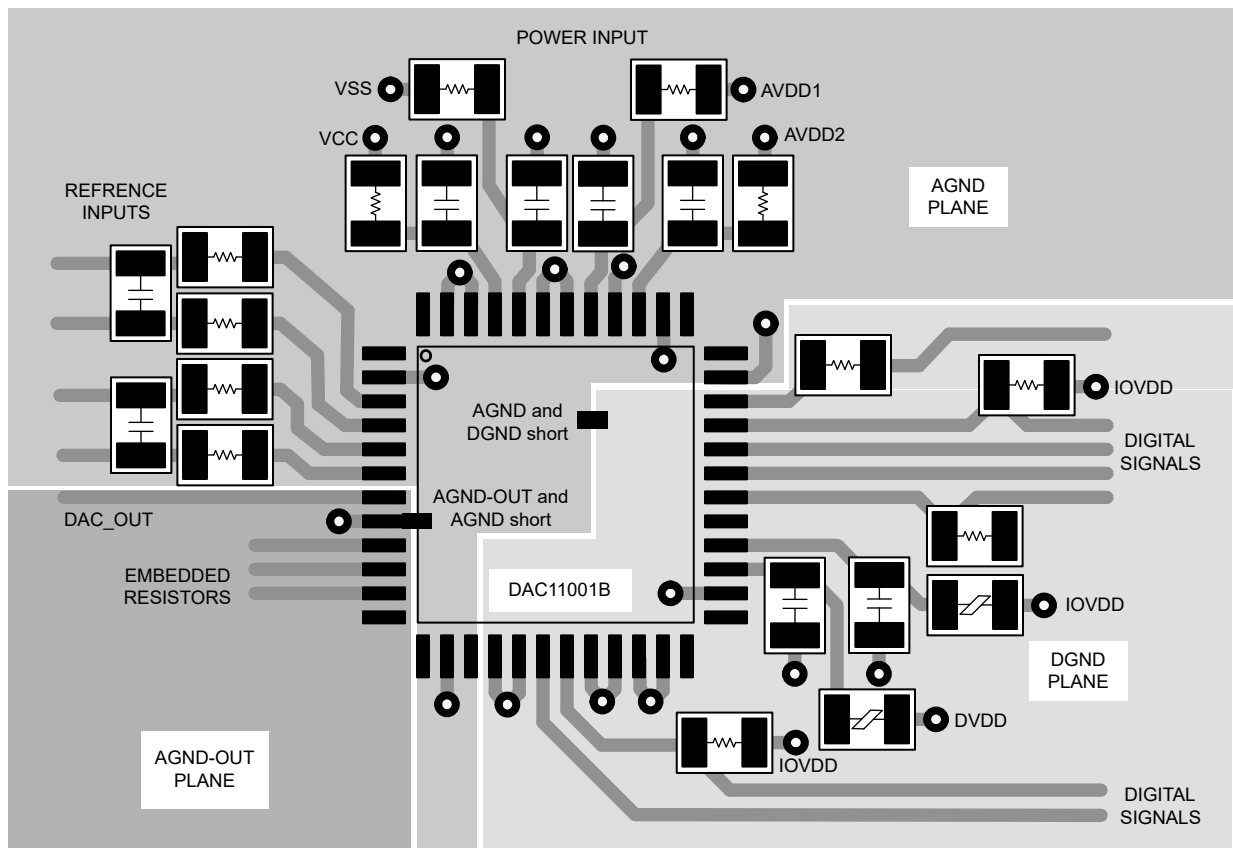 POWER INPUT
VSS
AVDD1
VCC
AVDD2
REFRENCE
INPUTS
AGND
PLANE
IOVDD
AGND and
DGND short
DIGITAL
SIGNALS
AGND-OUT and
AGND short
DAC_OUT
EMBEDDED
RESISTORS
DAC11001B
IOVDD
DGND
PLANE
DVDD
AGND-OUT
PLANE
IOVDD
DIGITAL
SIGNALS